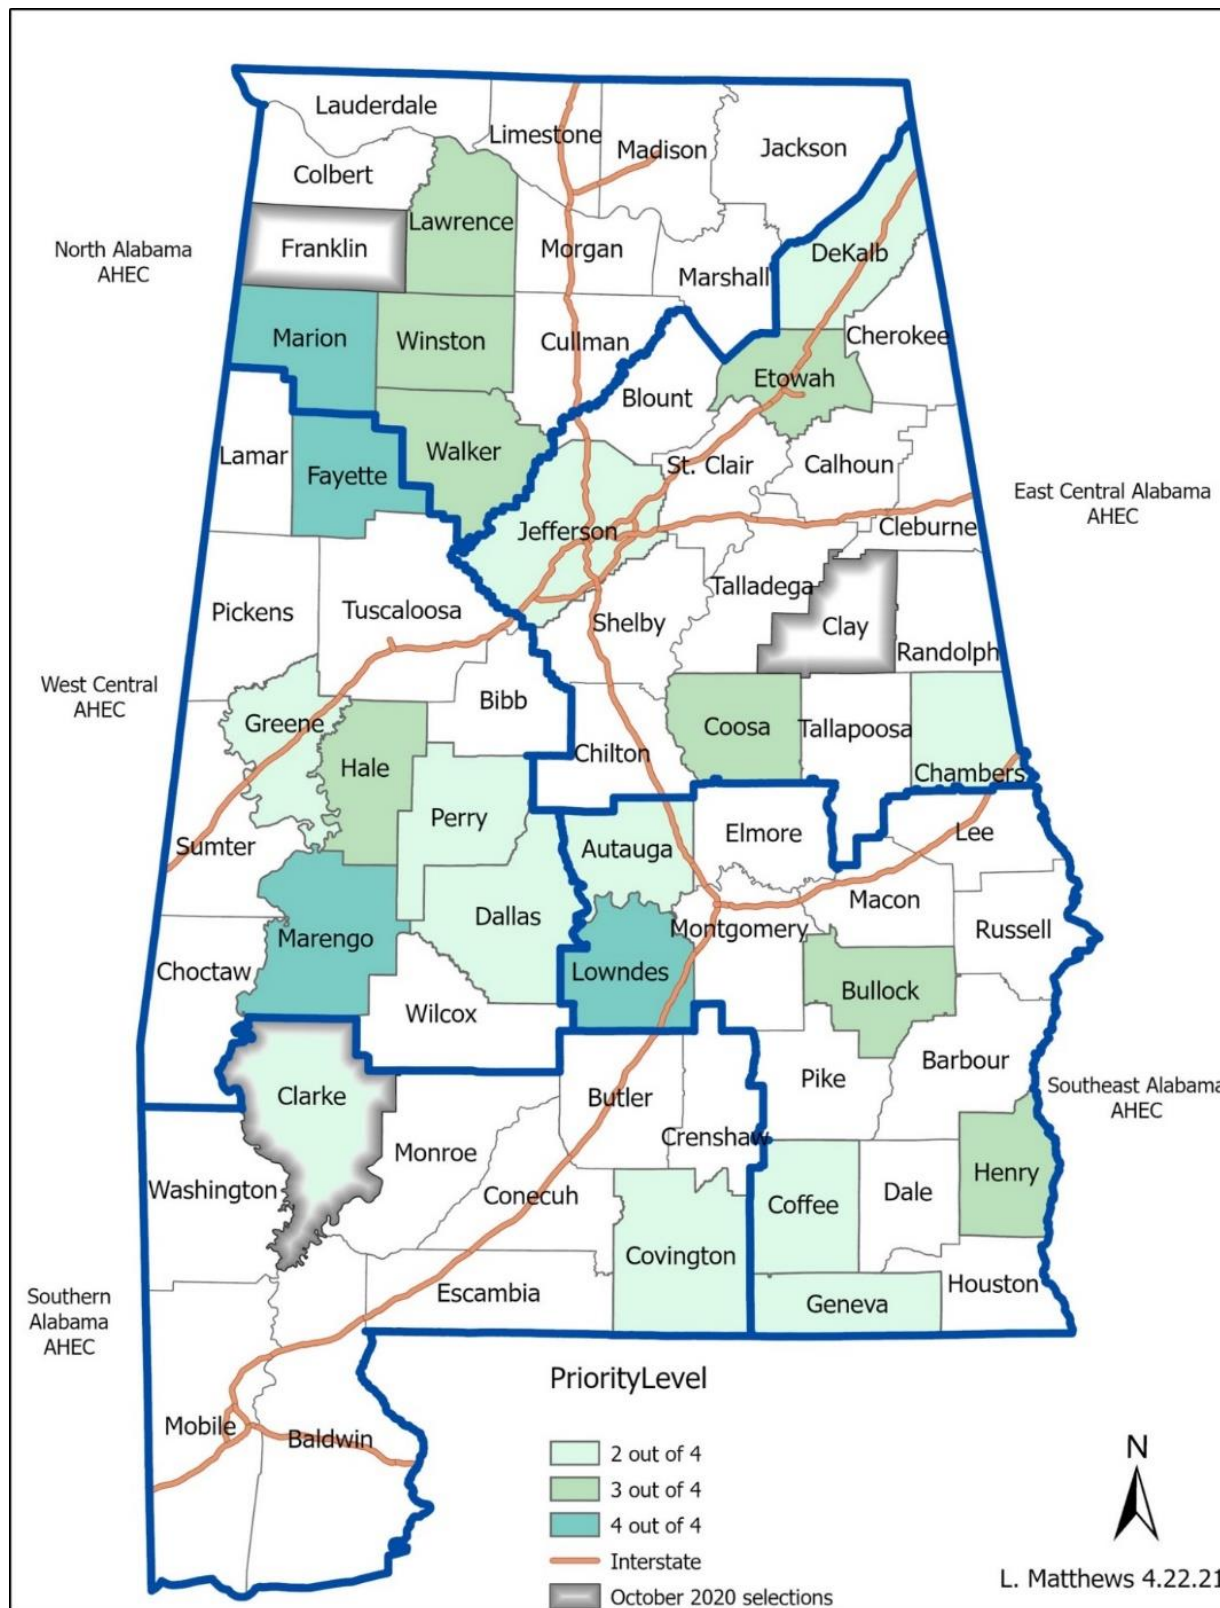 Lauderdale
Limestone
Madison
Jackson
Colbert
Lawrence
North Alabama
AHEC
Franklin
Morgan
Marshall
DeKalb
Marion
Winston
Cullman
Cherokee
Blount
Etowah
Lamar
Fayette
Walker
St. Clair
Calhoun
East Central Alabama
AHEC
Jefferson
Cleburne
Pickens
Tuscaloosa
Shelby
Talladega
Clay
Randolph
West Central
AHEC
Greene
Bibb
Hale
Chilton
Coosa
Tallapoosa
Chambers
Sumter
Perry
Autauga
Elmore
Lee
Marengo
Dallas
Montgomery
Macon
Russell
Choctaw
Lowndes
Bullock
Wilcox
Clarke
Butler
Pike
Barbour
Southeast Alabama
AHEC
Washington
Monroe
Crenshaw
Conecuh
Coffee
Dale
Henry
Covington
Southern
Alabama
AHEC
Escambia
Geneva
Houston
Mobile
Baldwin
PriorityLevel
2 out of 4
3 out of 4
4 out of 4
Interstate
October 2020 selections
N
L. Matthews 4.22.21